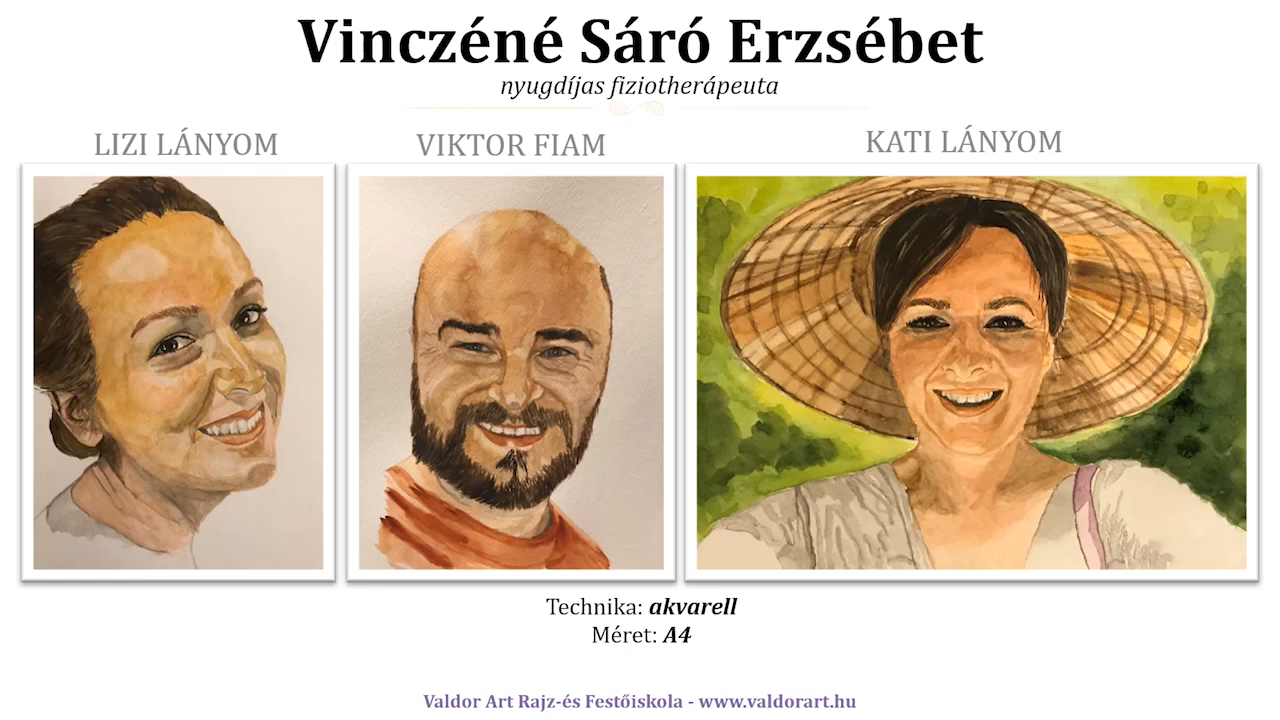 Vinczéné Sáró Erzsébet
nyugdíjas fiziotherápeuta
LIZI LÁNYOM
VIKTOR FIAM
KATI LÁNYOM
Technika: akvarell
Méret: A4
Valdor Art Rajz-és Festőiskola - www.valdorart.hu